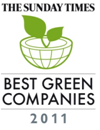 THE SUNDAY TIMES
BEST GREEN
COMPANIES
2011